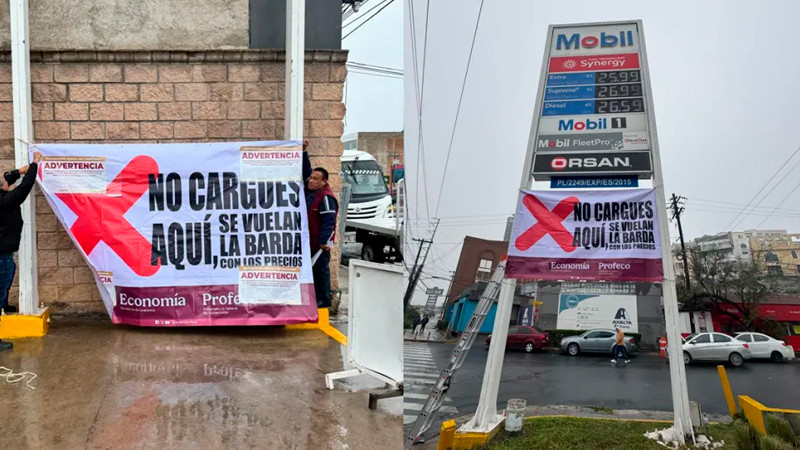 ADVERTENCIA
ADVERTENCIA
NO CARGUES
AQUÍ, SE VUELAN
LA BARDA
CON LOS PRECIOS
ADVERTENCIA
Economía
Profeco
Mobil
Synergy
Extra 25.99
Supreme+ 26.99
Diesel 26.59
Mobil 1
Mobil FleetPro
ORSAN
PL/2249/EXP/ES/2015
NO CARGUES
AQUÍ, SE VUELAN
LA BARDA
CON LOS PRECIOS
Economía
Profeco